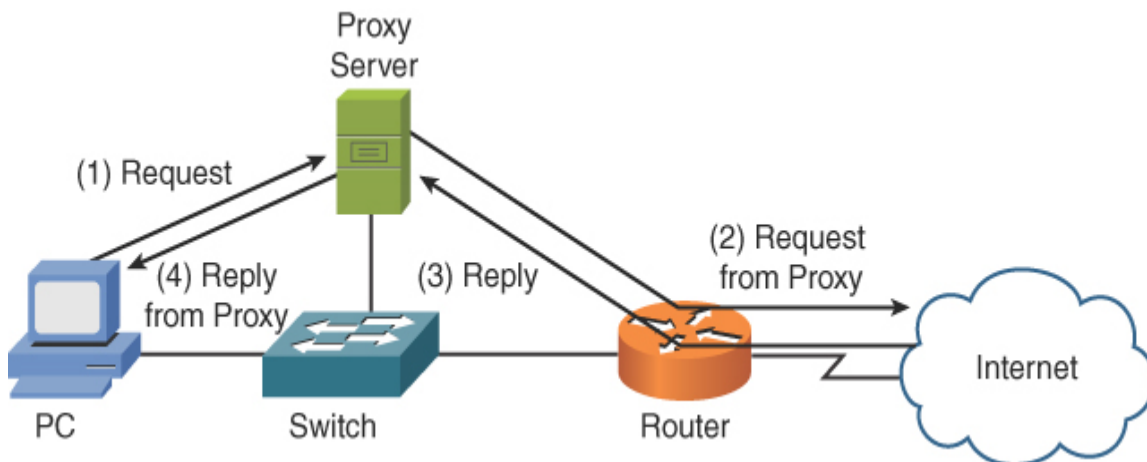 Proxy
Server
(1) Request
(4) Reply
from Proxy
(3) Reply
(2) Request
from Proxy
Internet
PC
Switch
Router